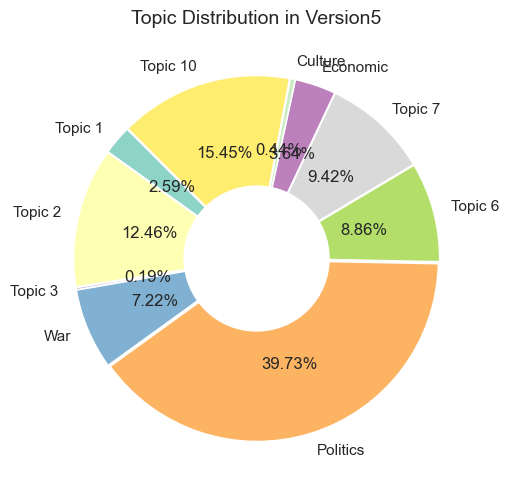 Topic Distribution in Version5
Culture
Economic
Topic 10
Topic 7
Topic 1
15.45%
0.44%
3.64%
9.42%
2.59%
Topic 2
12.46%
8.86%
Topic 6
0.19%
Topic 3
7.22%
War
39.73%
Politics